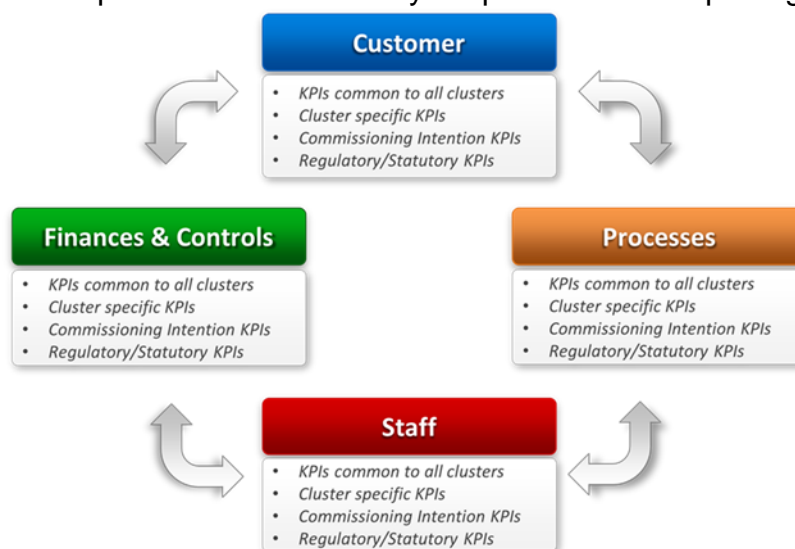 Customer
• KPIs common to all clusters
• Cluster specific KPIs
• Commissioning Intention KPIs
• Regulatory/Statutory KPIs
Finances & Controls
• KPIs common to all clusters
• Cluster specific KPIs
• Commissioning Intention KPIs
• Regulatory/Statutory KPIs
Processes
• KPIs common to all clusters
• Cluster specific KPIs
• Commissioning Intention KPIs
• Regulatory/Statutory KPIs
Staff
• KPIs common to all clusters
• Cluster specific KPIs
• Commissioning Intention KPIs
• Regulatory/Statutory KPIs